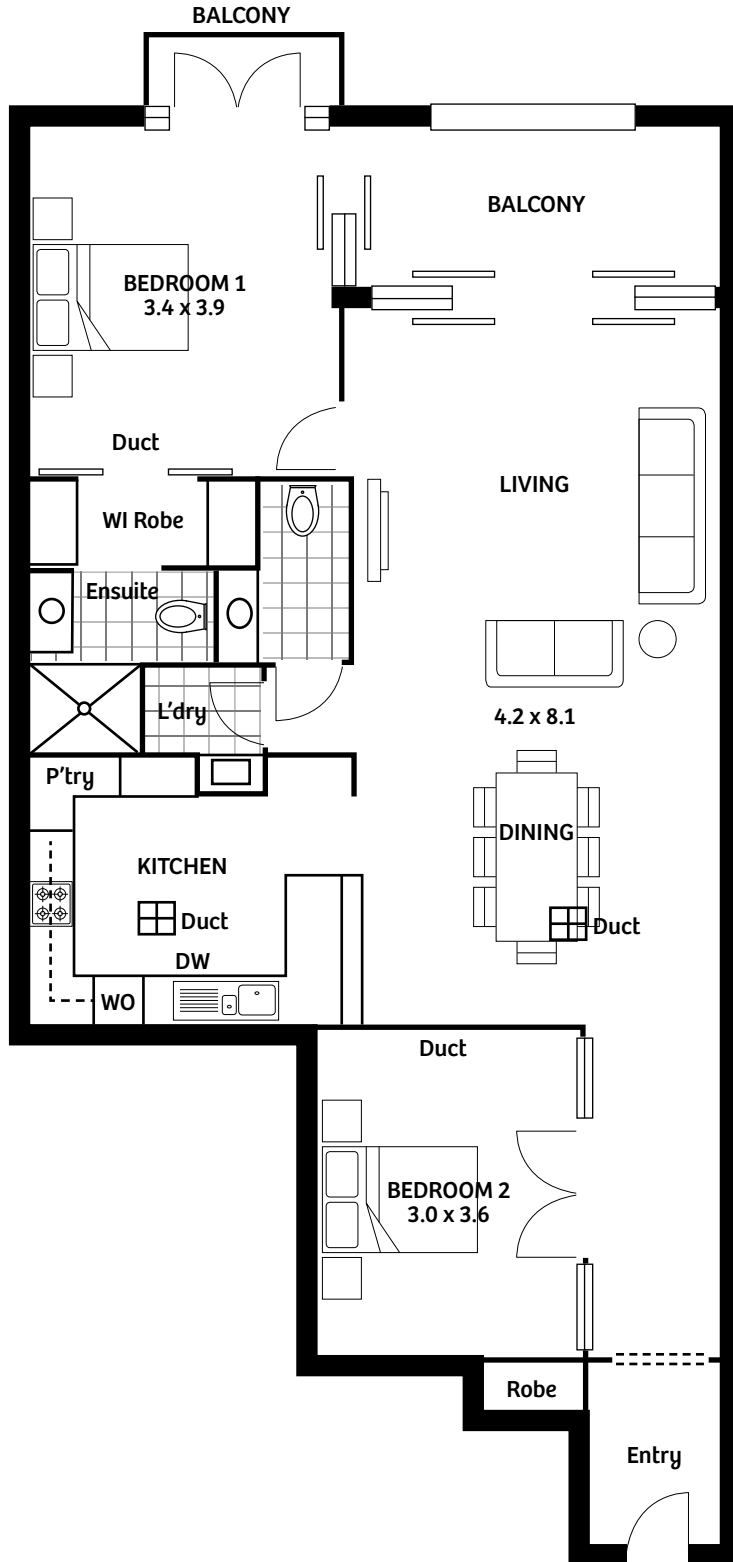 BALCONY
BALCONY
BEDROOM 1
3.4 x 3.9
Duct
LIVING
WI Robe
Ensuite
L'dry
4.2 x 8.1
P'try
DINING
KITCHEN
Duct
Duct
DW
WO
Duct
BEDROOM 2
3.0 x 3.6
Robe
Entry